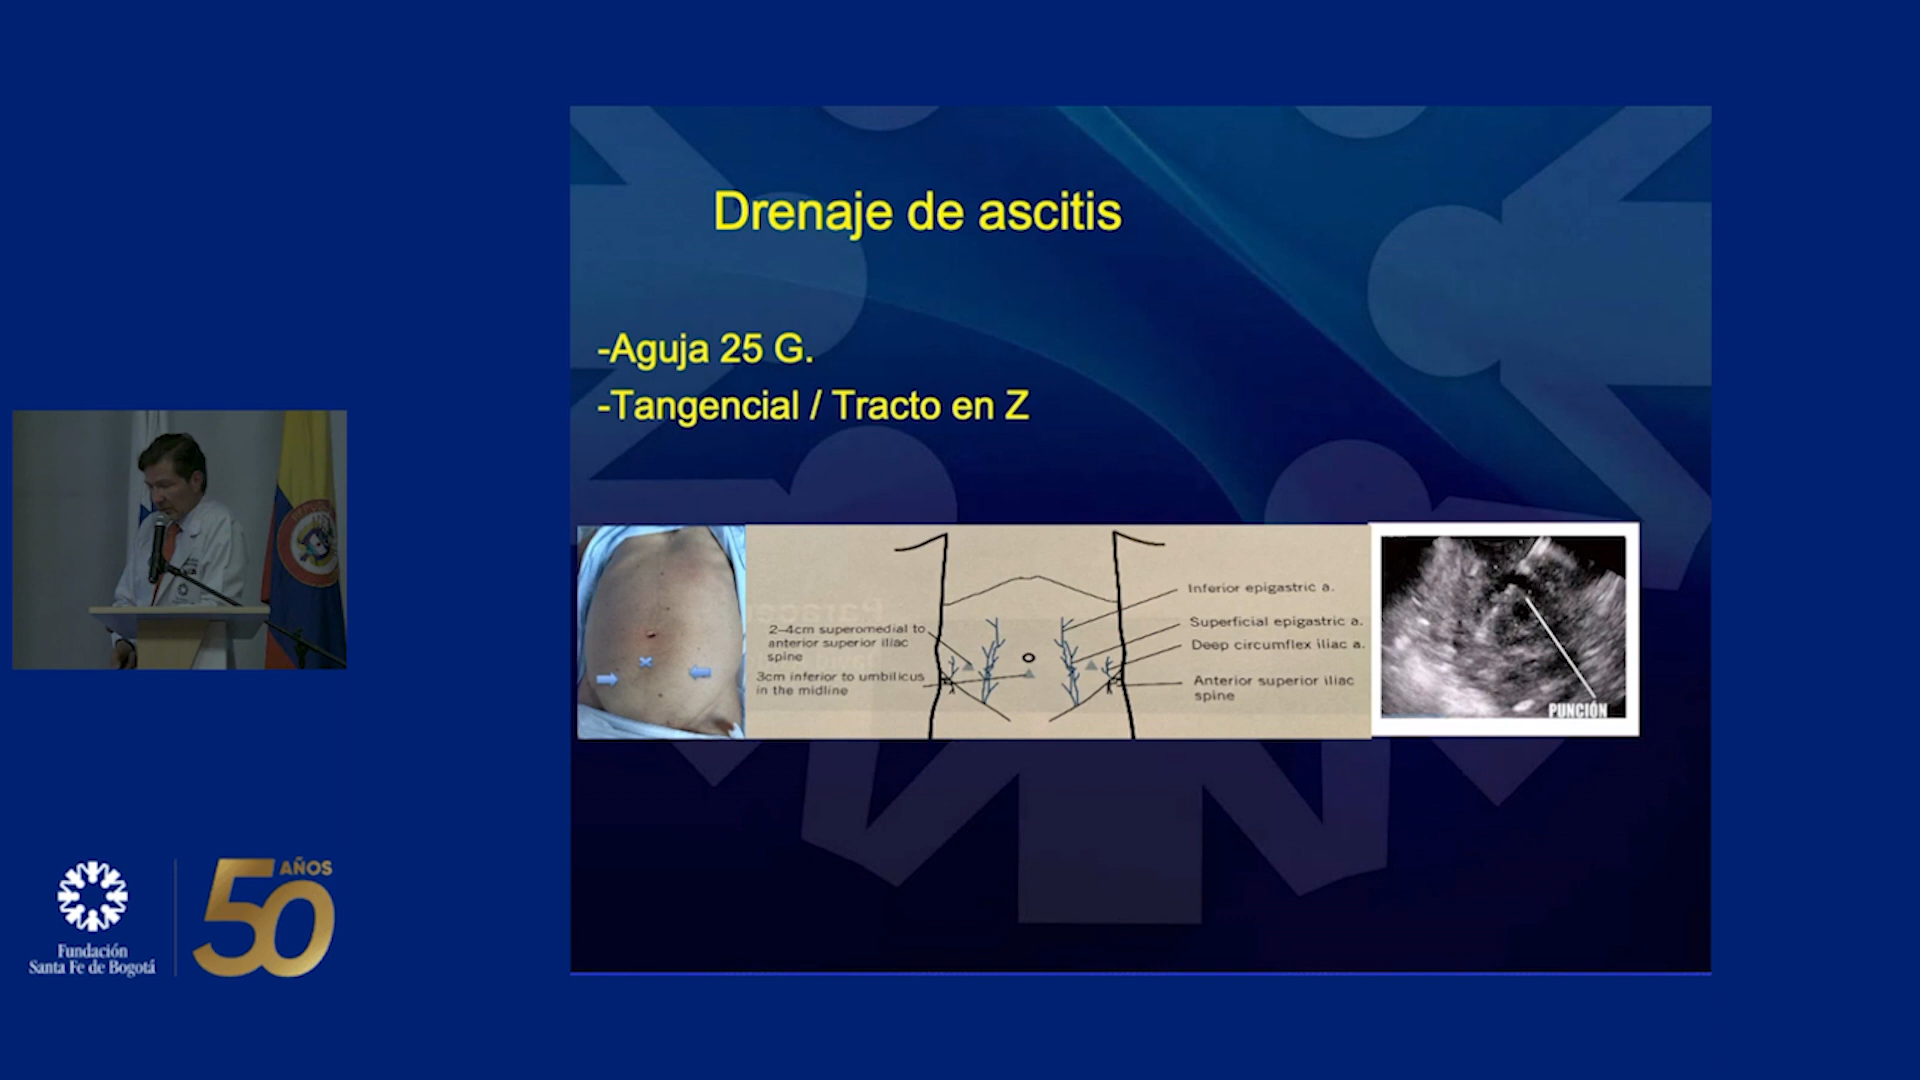 Drenaje de ascitis
-Aguja 25 G.
-Tangencial / Tracto en Z
2-4cm superomedial to
anterior superior iliac
spine
3cm inferior to umbilicus
in the midline
Inferior epigastric a.
Superficial epigastric a.
Deep circumflex iliac a.
Anterior superior iliac
spine
PUNCIÓN
Fundación
Santa Fe de Bogotá
50
AÑOS